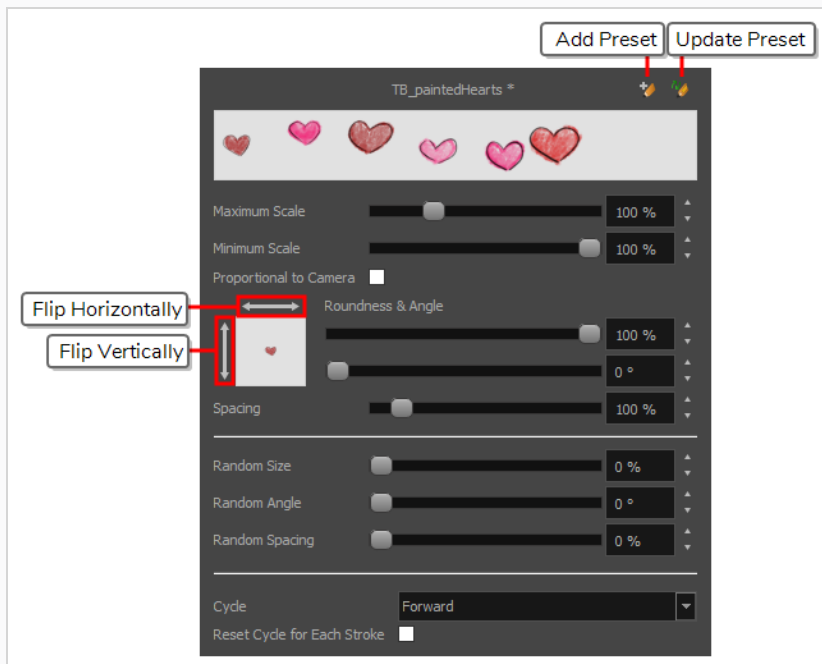 Add Preset
Update Preset
TB_paintedHearts *
Maximum Scale 100 %
Minimum Scale 100 %
Proportional to Camera
Flip Horizontally
Roundness & Angle
100 %
Flip Vertically
0 °
Spacing 100 %
Random Size 0 %
Random Angle 0 °
Random Spacing 0 %
Cycle Forward
Reset Cycle for Each Stroke